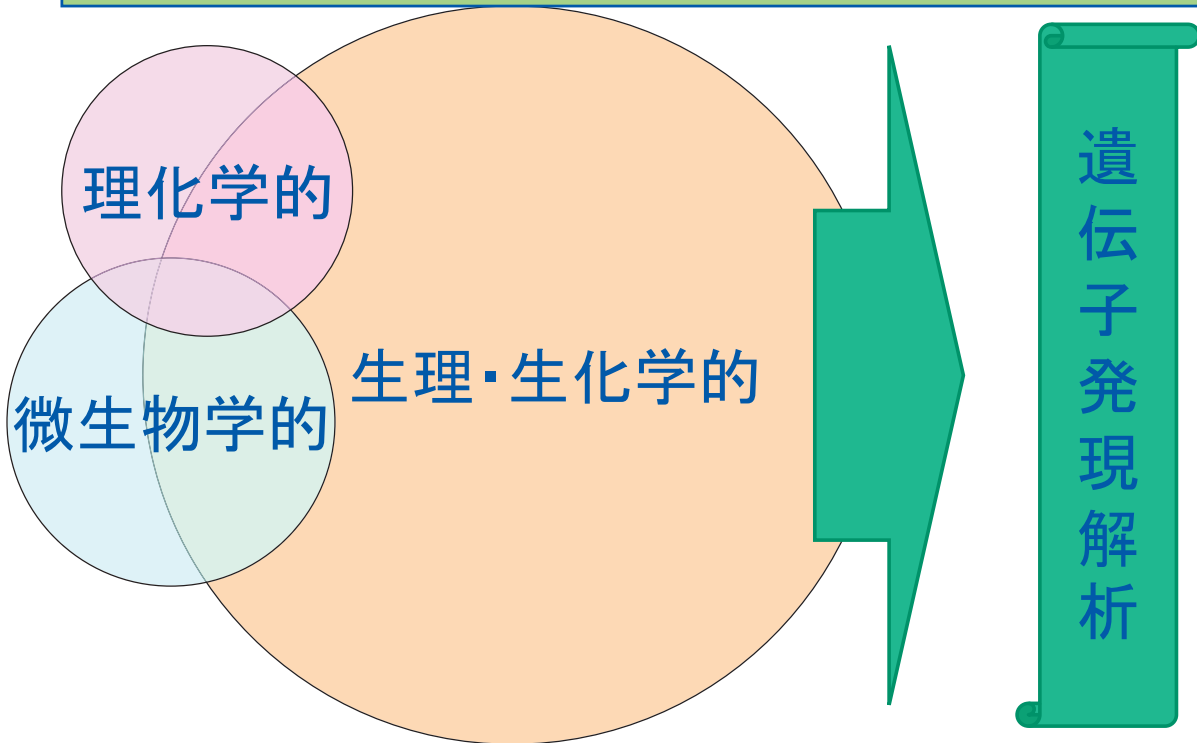 理化学的
微生物学的
生理・生化学的
遺伝子発現解析